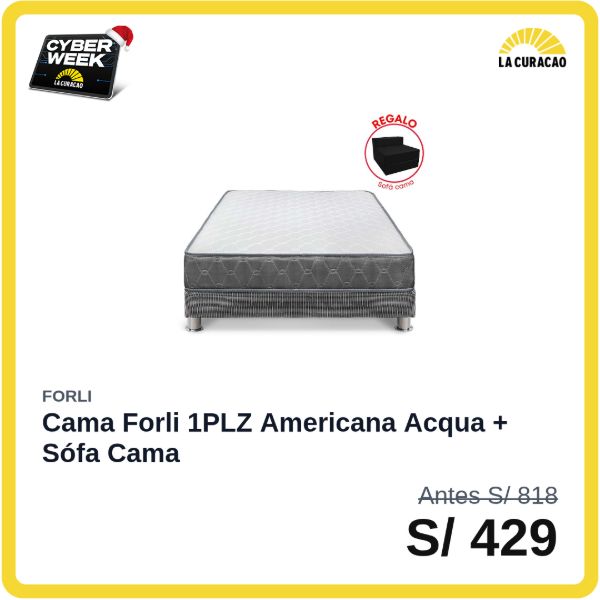 CYBER
WEEK
LA CURACAO
LA CURACAO
REGALO
Sofá cama
FORLI
Cama Forli 1PLZ Americana Acqua +
Sófa Cama
Antes S/ 818
S/ 429